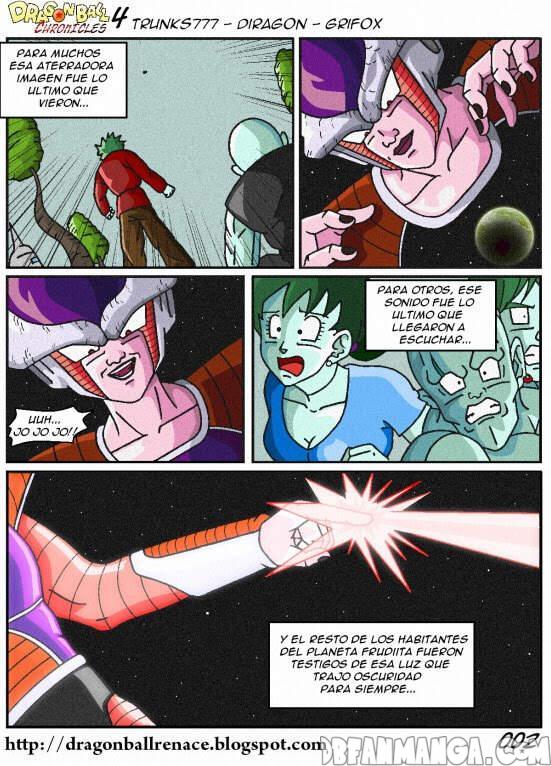 DRAGON BALL
CHRONICLES 4 TRUNKS777 - DIRAGON - GRIFOX
PARA MUCHOS
ESA ATERRADORA
IMAGEN FUE LO
ULTIMO QUE
VIERON...
UUH...
JO JO JO!!
PARA OTROS, ESE
SONIDO FUE LO
ULTIMO QUE
LLEGARON A
ESCUCHAR...
Y EL RESTO DE LOS HABITANTES
DEL PLANETA FRUDIITA FUERON
TESTIGOS DE ESA LUZ QUE
TRAJO OSCURIDAD
PARA SIEMPRE...
http://dragonballrenace.blogspot.com
002
DBFANMANGA.COM